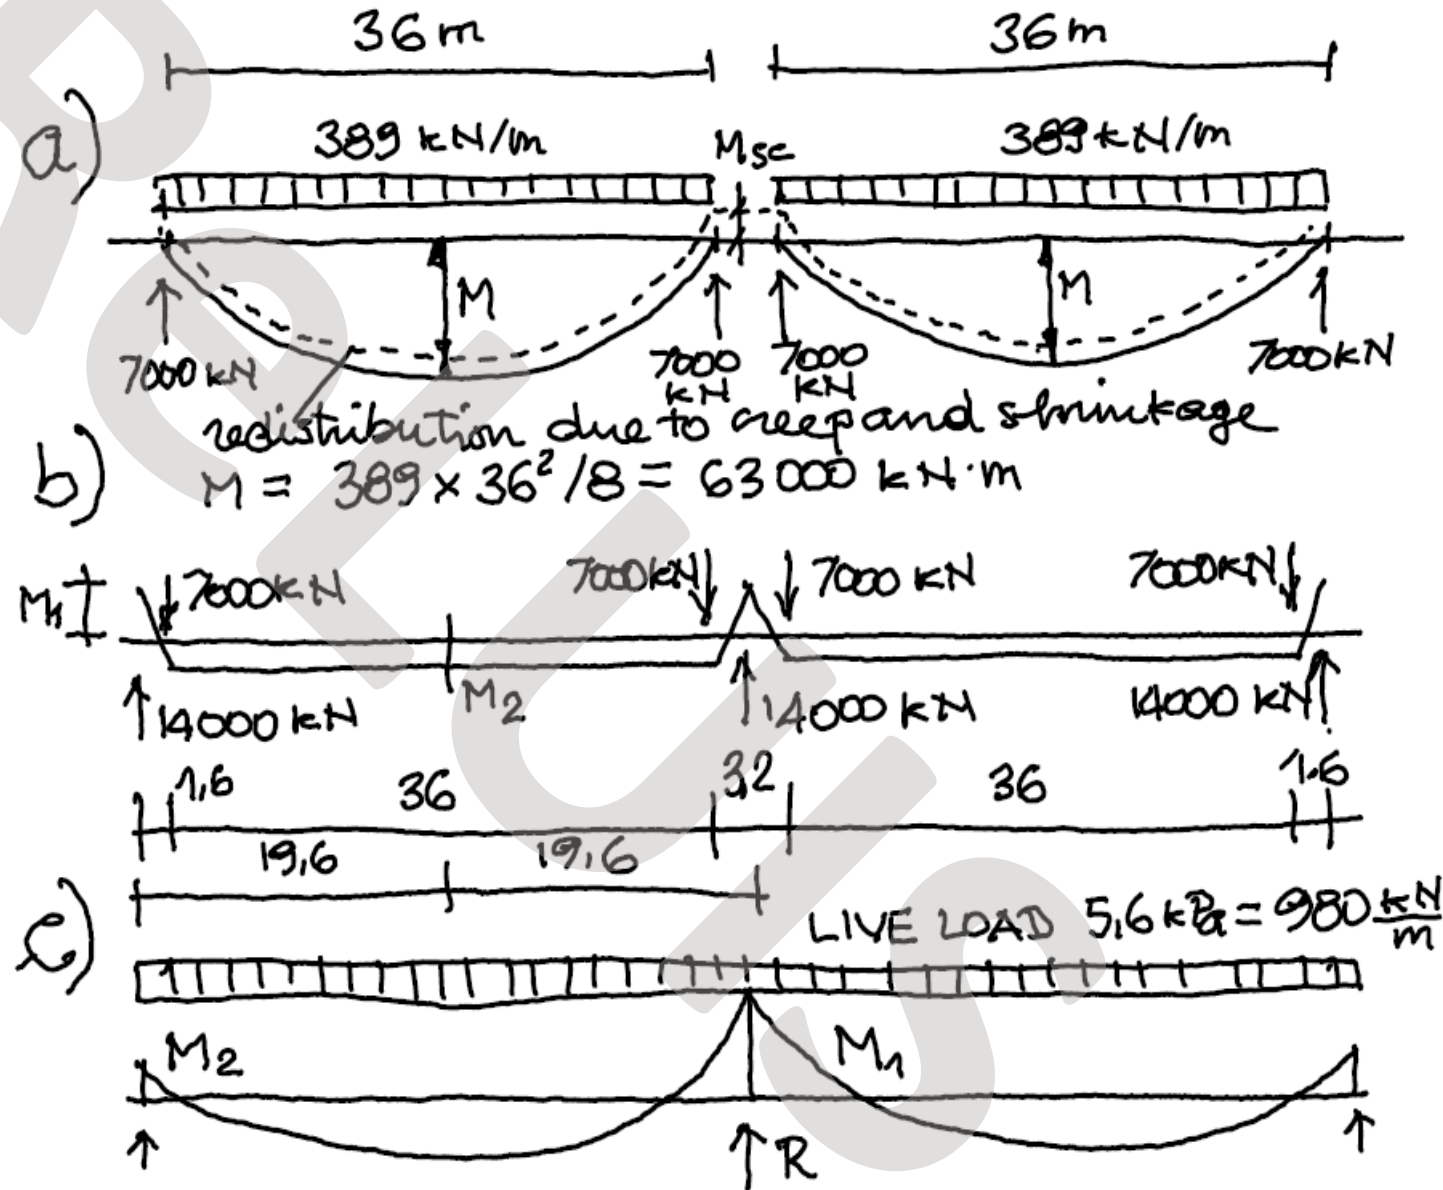 36 m 36 m
a)
389 kN/m Msc 389 kN/m
M M
7000 kN 7000 kN 7000 kN 7000 kN
redistribution due to creep and shrinkage
b) M = 389 × 36²/8 = 63 000 kN·m
M₁ 7000 kN 7000 kN 7000 kN 7000 kN
M₂
14000 kN 14000 kN 14000 kN
1,6 36 3,2 36 1.6
19,6 19,6
c) LIVE LOAD 5,6 kPa = 980 kN/m
M₂ M₁
R
ReLUIS